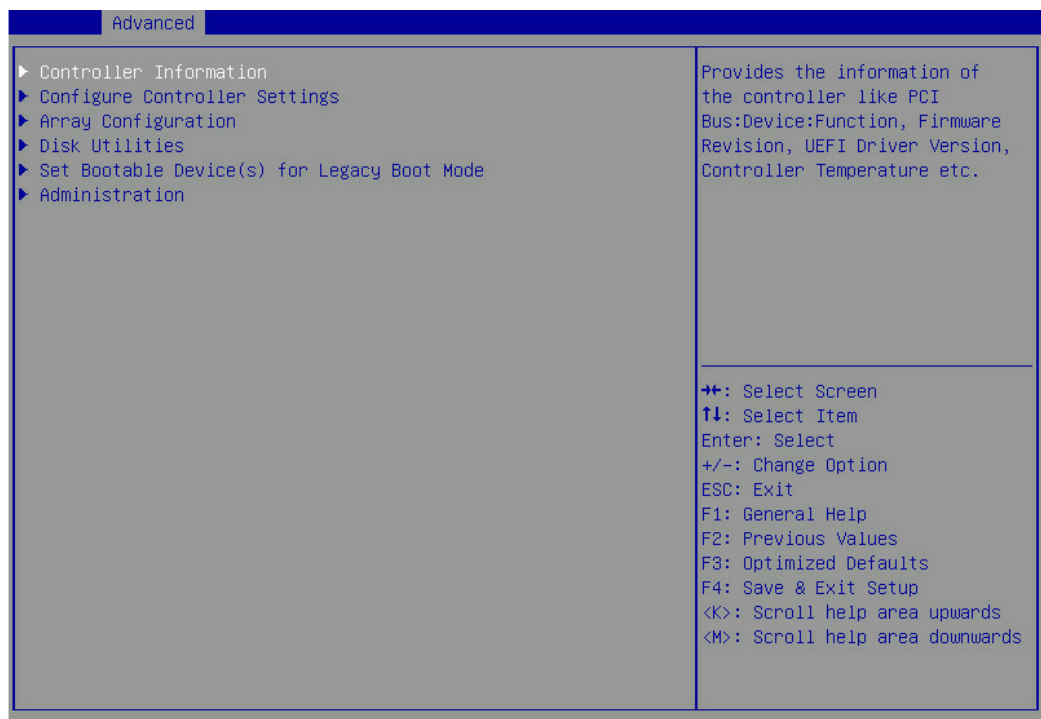 Advanced
▶ Controller Information
▶ Configure Controller Settings
▶ Array Configuration
▶ Disk Utilities
▶ Set Bootable Device(s) for Legacy Boot Mode
▶ Administration
Provides the information of
the controller like PCI
Bus:Device:Function, Firmware
Revision, UEFI Driver Version,
Controller Temperature etc.
→←: Select Screen
↑↓: Select Item
Enter: Select
+/-: Change Option
ESC: Exit
F1: General Help
F2: Previous Values
F3: Optimized Defaults
F4: Save & Exit Setup
<K>: Scroll help area upwards
<M>: Scroll help area downwards